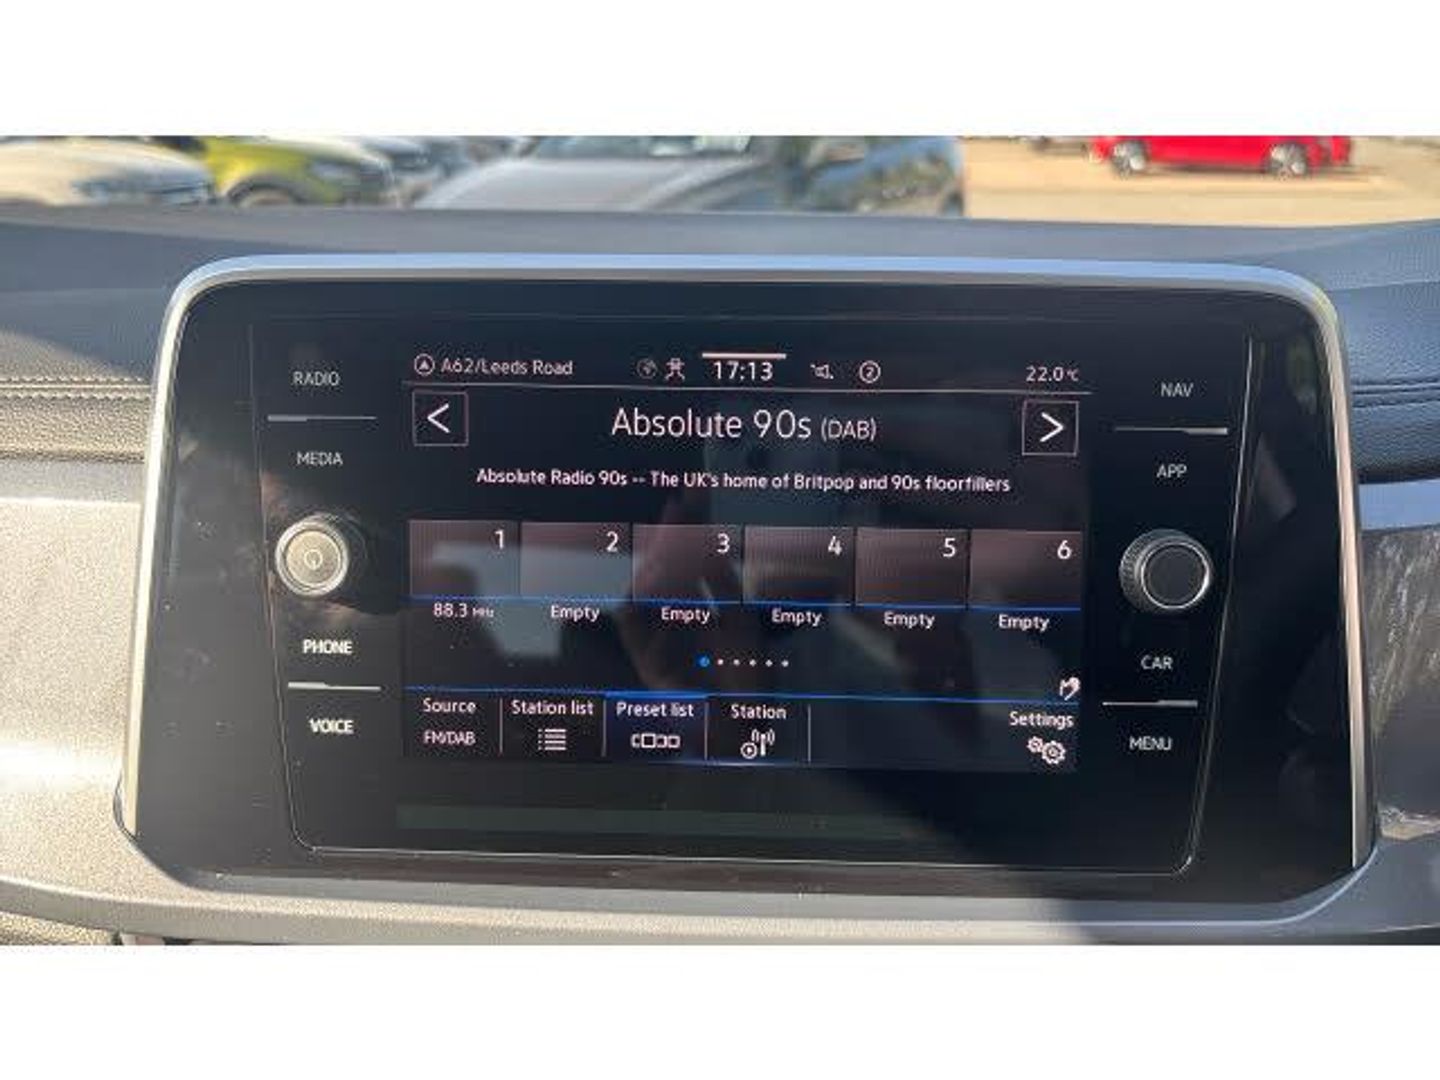 RADIO
MEDIA
PHONE
VOICE
A62/Leeds Road
17:13
2
22.0°C
<
Absolute 90s (DAB)
>
Absolute Radio 90s -- The UK's home of Britpop and 90s floorfillers
1 2 3 4 5 6
88.3 MHz Empty Empty Empty Empty Empty
Source Station list Preset list Station Settings
FM/DAB
NAV
APP
CAR
MENU